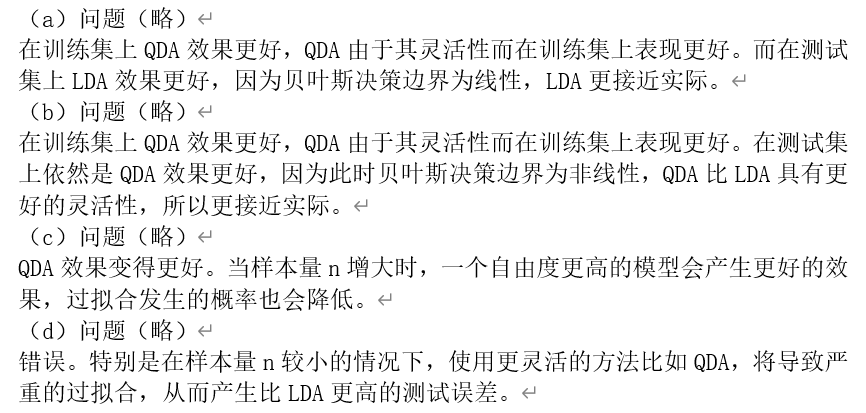 （a）问题（略）
在训练集上 QDA 效果更好，QDA 由于其灵活性而在训练集上表现更好。而在测试
集上 LDA 效果更好，因为贝叶斯决策边界为线性，LDA 更接近实际。
（b）问题（略）
在训练集上 QDA 效果更好，QDA 由于其灵活性而在训练集上表现更好。在测试集
上依然是 QDA 效果更好，因为此时贝叶斯决策边界为非线性，QDA 比 LDA 具有更
好的灵活性，所以更接近实际。
（c）问题（略）
QDA 效果变得更好。当样本量 n 增大时，一个自由度更高的模型会产生更好的效
果，过拟合发生的概率也会降低。
（d）问题（略）
错误。特别是在样本量 n 较小的情况下，使用更灵活的方法比如 QDA，将导致严
重的过拟合，从而产生比 LDA 更高的测试误差。